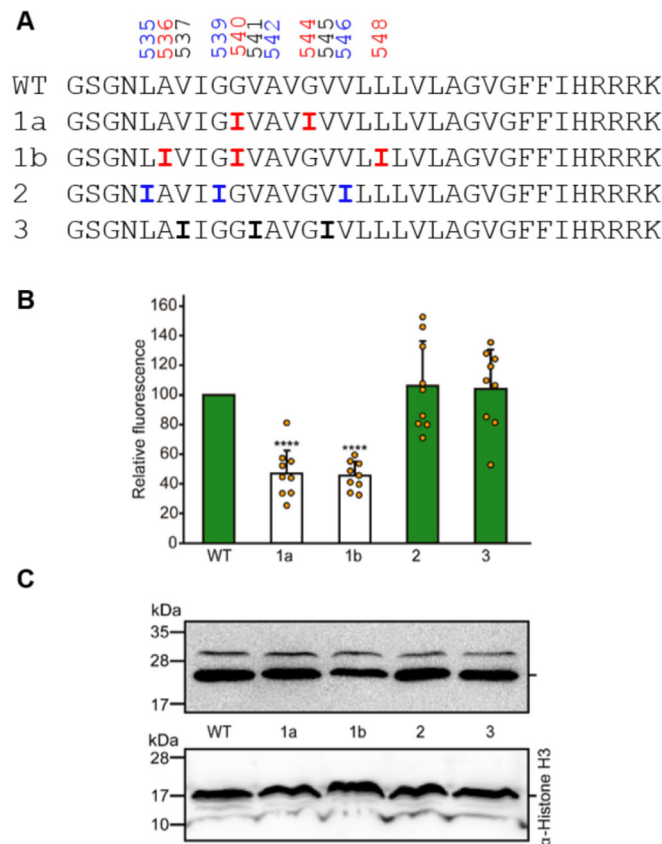 A
535 536 537 539 540 541 542 544 545 546 548
WT GSGNLAVIGGVAVGVVLLLVLAGVGFFIHRRRK
1a GSGNLAVIGIVAVIVVLLLVLAGVGFFIHRRRK
1b GSGNLIVIGIVAVGVVLILVLAGVGFFIHRRRK
2 GSGNIAVIIGVAVGVILLLVLAGVGFFIHRRRK
3 GSGNLAIIGGIAVGIVLLLVLAGVGFFIHRRRK
B
Relative fluorescence
160
140
120
100
80
60
40
20
0
**** ****
WT 1a 1b 2 3
C
kDa
35
28
17
WT 1a 1b 2 3
kDa
28
17
10
α-Histone H3